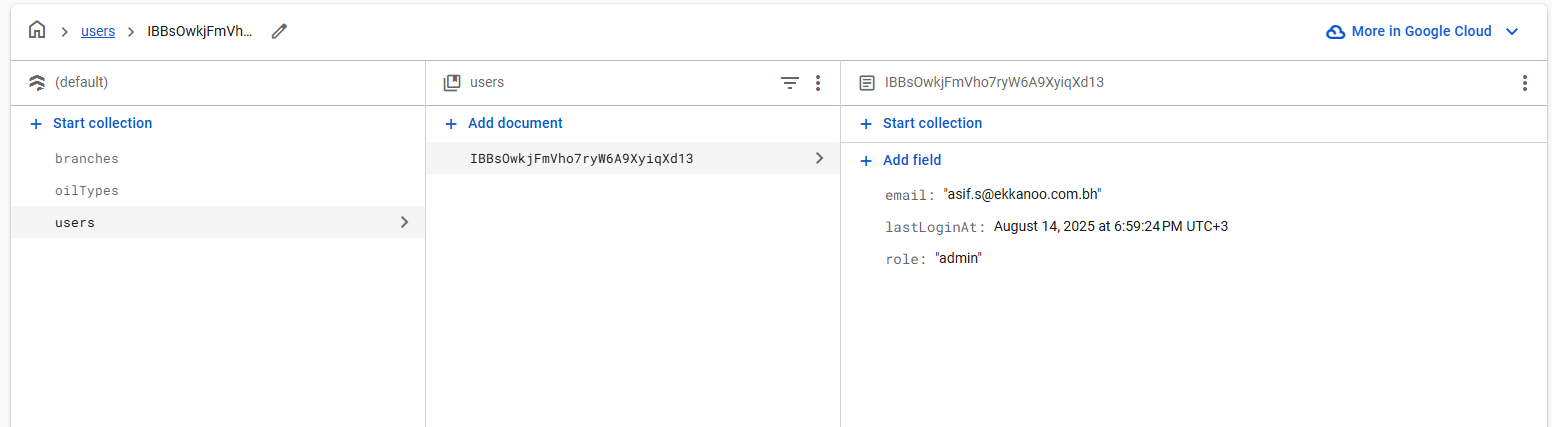 users IBBsOwkjFmVh... More in Google Cloud
(default) users IBBsOwkjFmVho7ryW6A9XyiqXd13
+ Start collection + Add document + Start collection
branches IBBsOwkjFmVho7ryW6A9XyiqXd13 + Add field
oilTypes email: "asif.s@ekkanoo.com.bh"
users lastLoginAt: August 14, 2025 at 6:59:24 PM UTC+3
role: "admin"